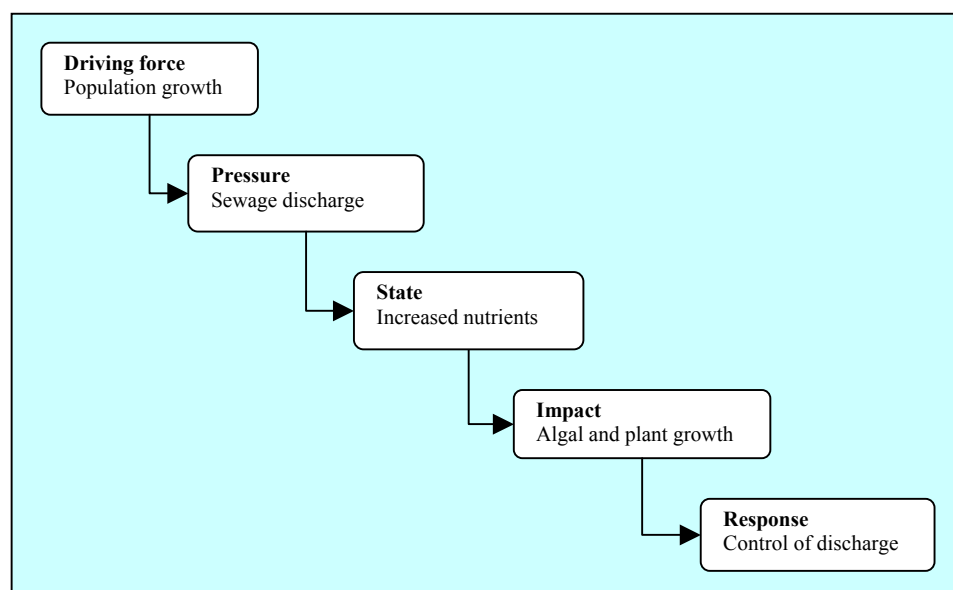 Driving force
Population growth
Pressure
Sewage discharge
State
Increased nutrients
Impact
Algal and plant growth
Response
Control of discharge